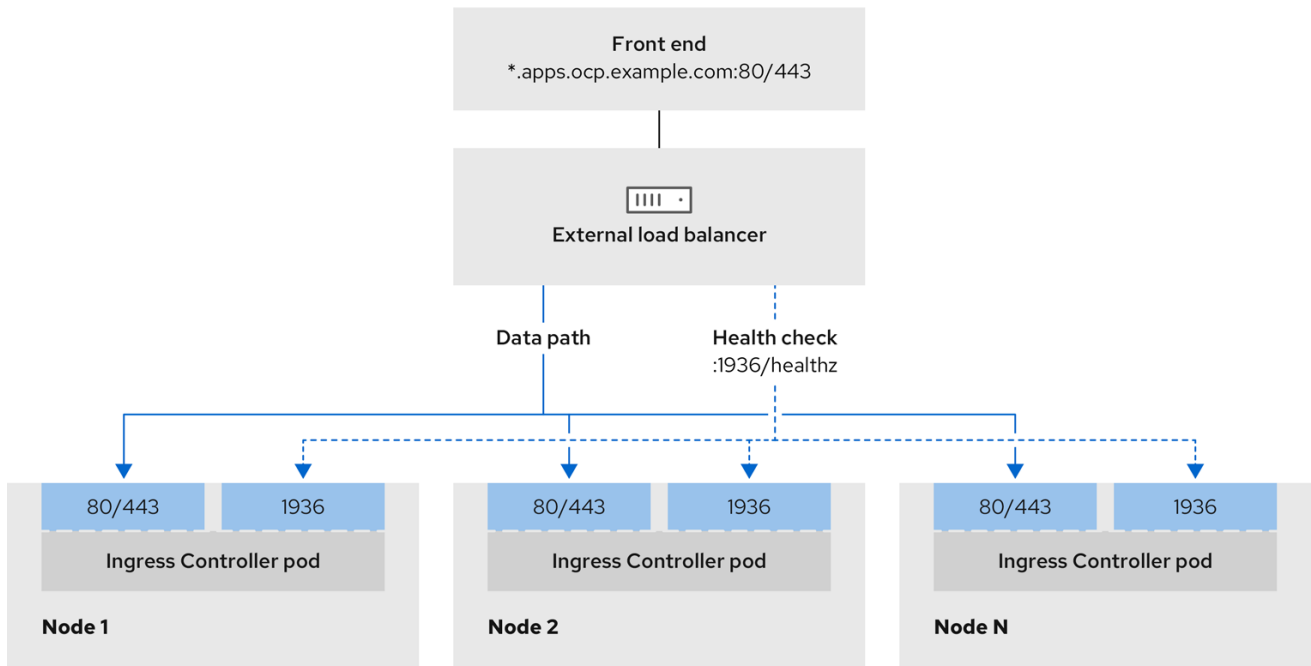 Front end
*.apps.ocp.example.com:80/443
External load balancer
Data path
Health check
:1936/healthz
80/443
1936
80/443
1936
80/443
1936
Ingress Controller pod
Ingress Controller pod
Ingress Controller pod
Node 1
Node 2
Node N